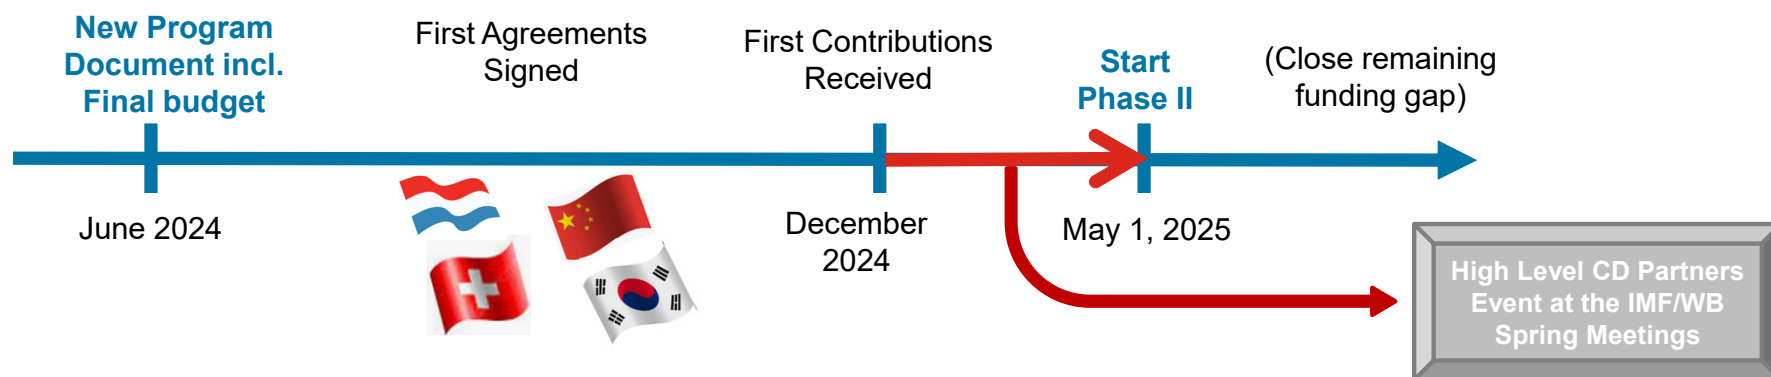 New Program
Document incl.
Final budget
First Agreements
Signed
First Contributions
Received
Start
Phase II
(Close remaining
funding gap)
June 2024
December
2024
May 1, 2025
High Level CD Partners
Event at the IMF/WB
Spring Meetings